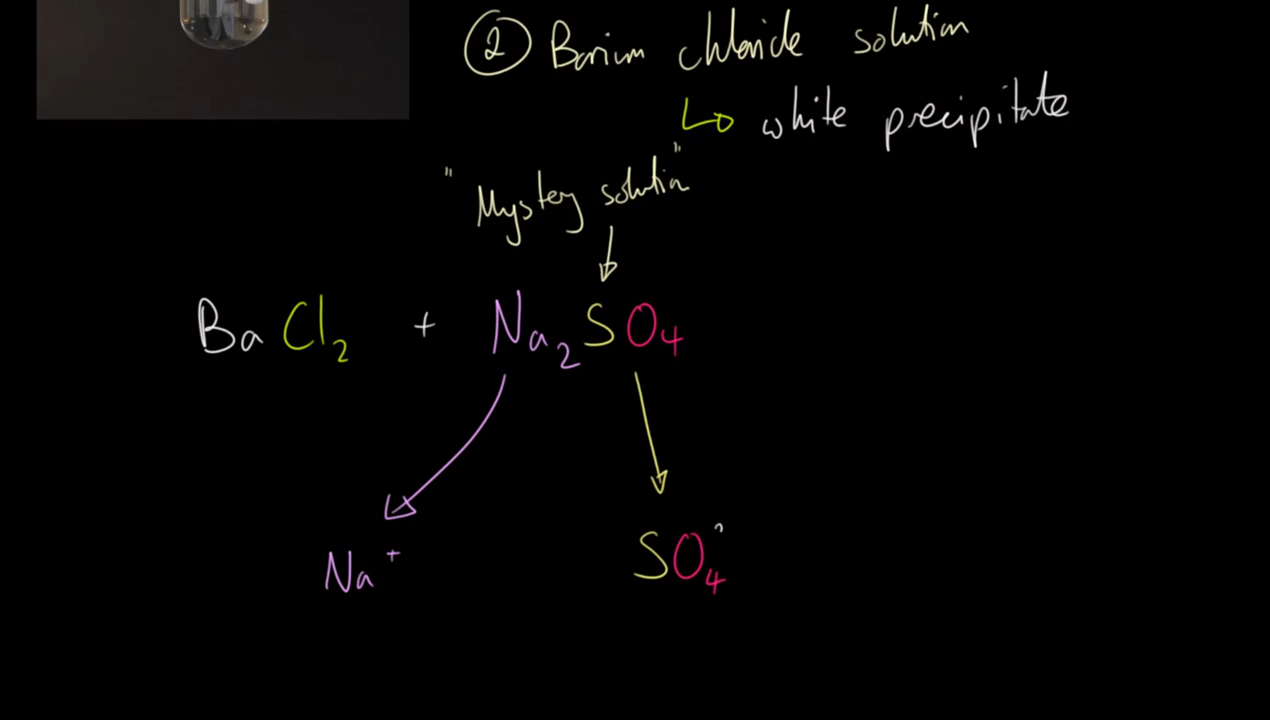 ② Barium chloride solution
↳ white precipitate
"Mystery solution"
BaCl₂ + Na₂SO₄
Na⁺ SO₄